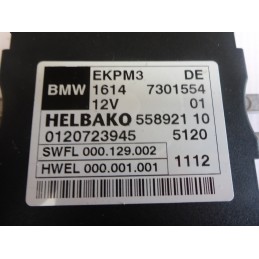 EKPM3 DE
BMW 1614 7301554
12V 01
HELBAKO 558921 10
0120723945 5120
SWFL 000.129.002
HWEL 000.001.001 1112